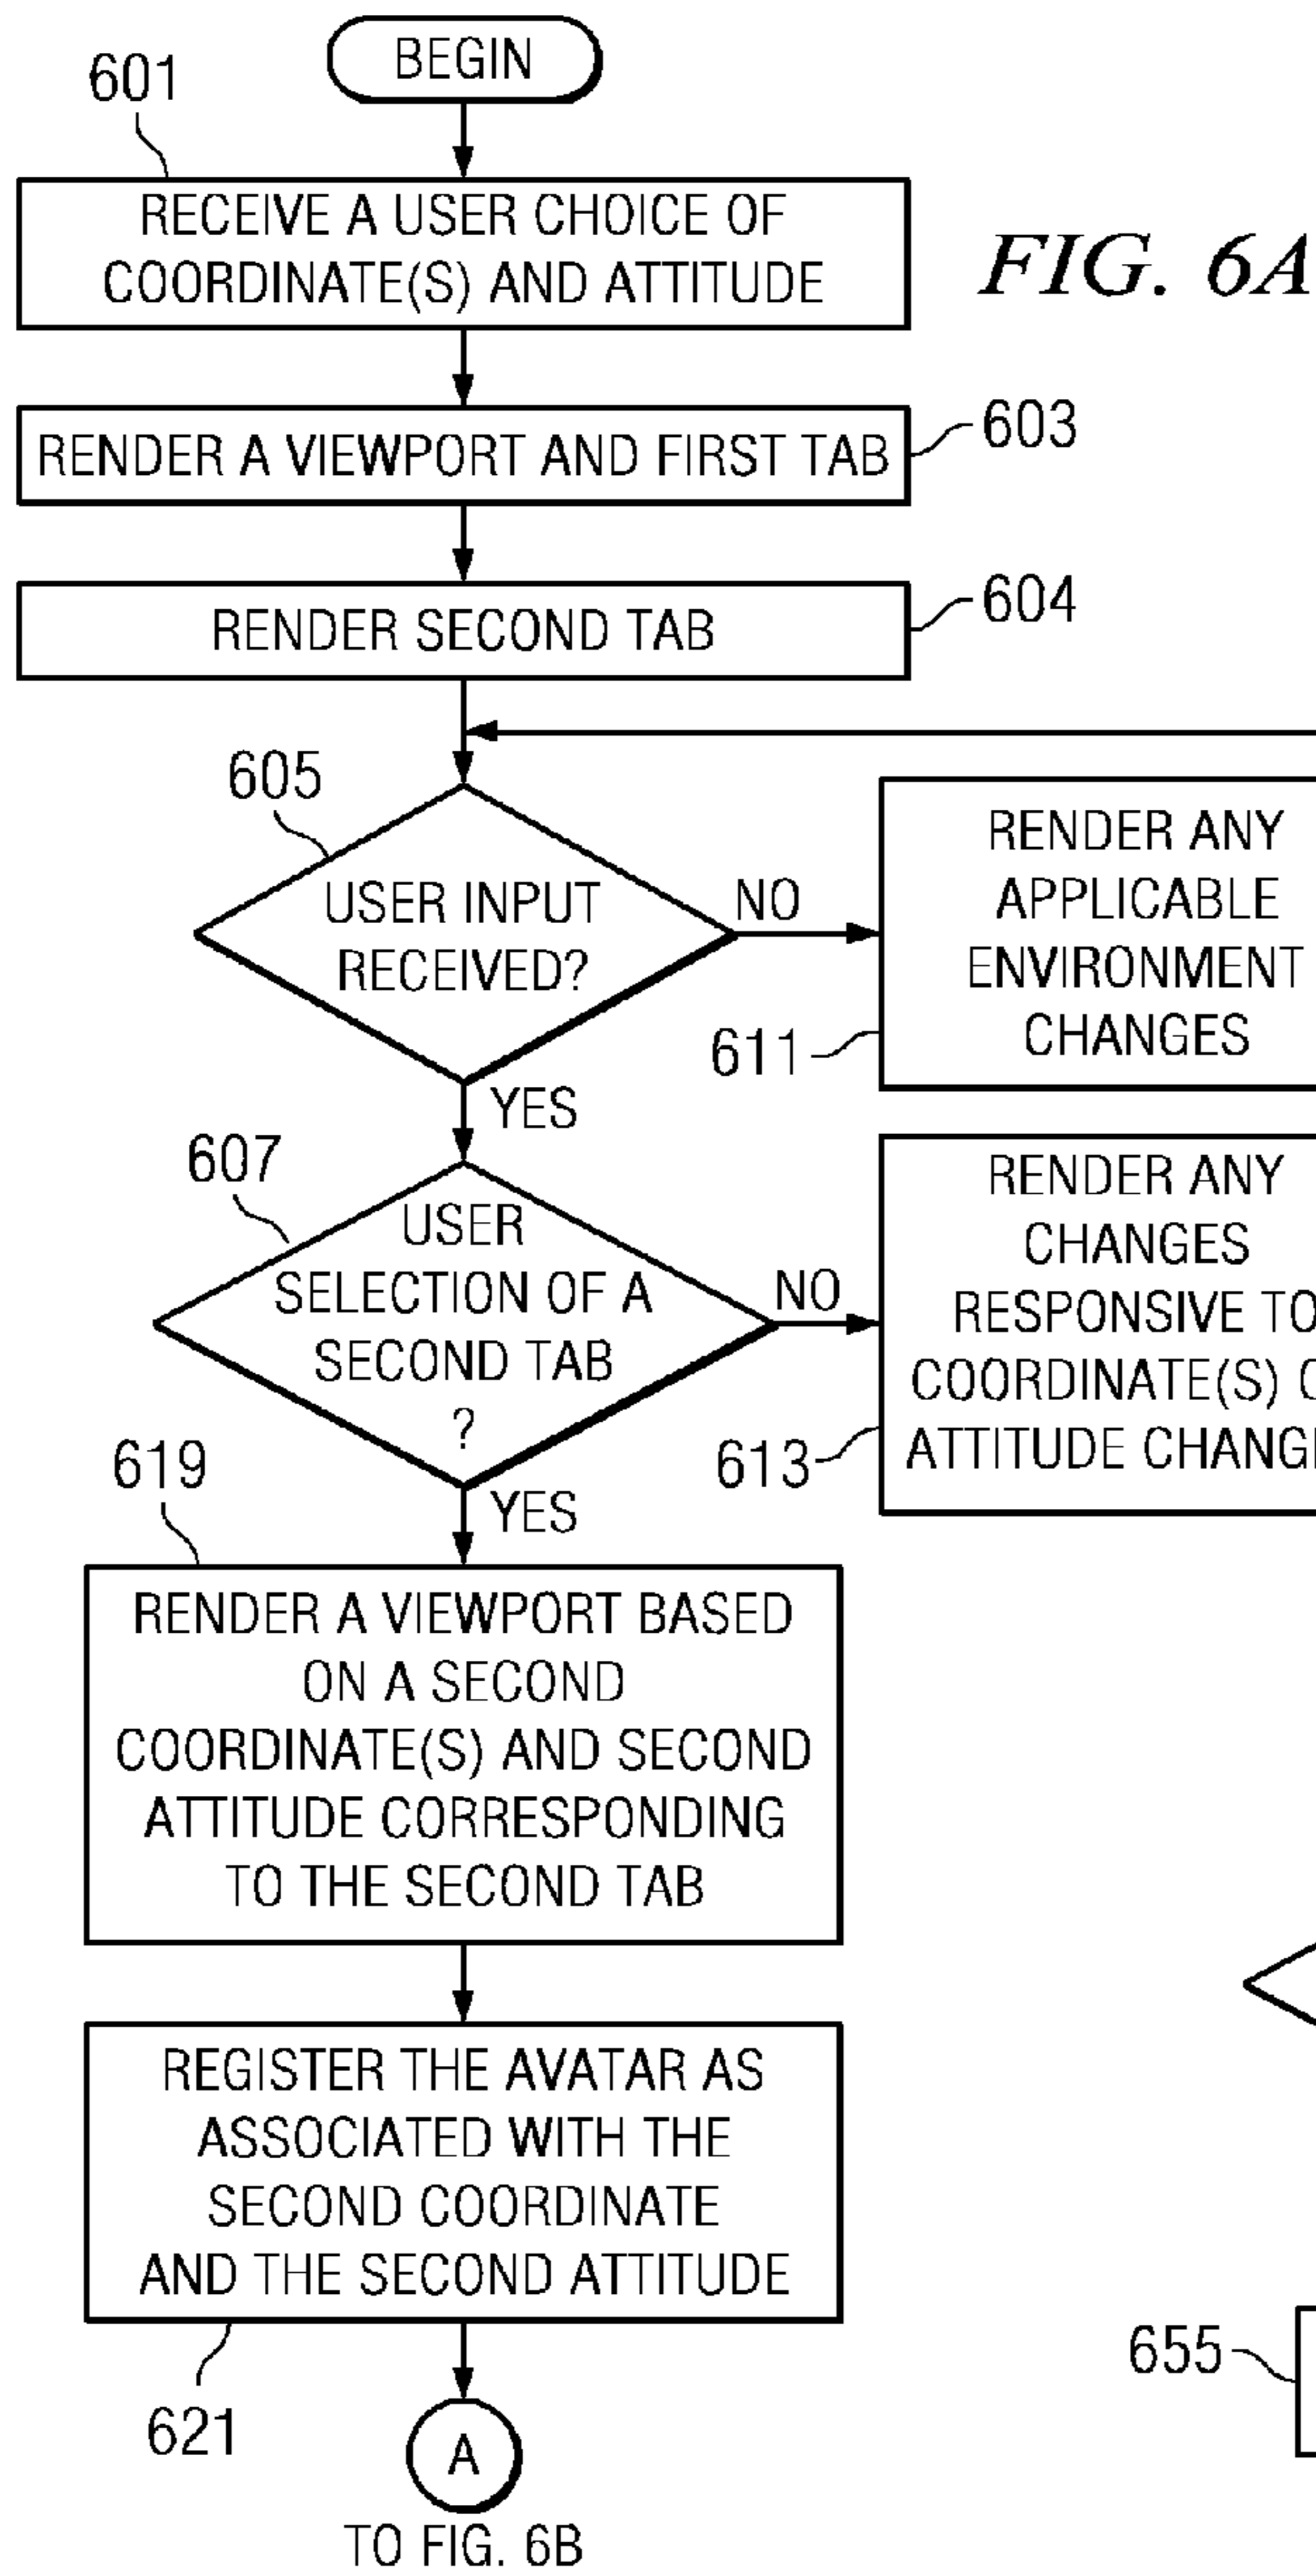 BEGIN
601
RECEIVE A USER CHOICE OF
COORDINATE(S) AND ATTITUDE
FIG. 6A
RENDER A VIEWPORT AND FIRST TAB
603
RENDER SECOND TAB
604
605
USER INPUT
RECEIVED?
NO
YES
RENDER ANY
APPLICABLE
ENVIRONMENT
CHANGES
611
607
USER
SELECTION OF A
SECOND TAB
?
NO
YES
RENDER ANY
CHANGES
RESPONSIVE TO
COORDINATE(S)
ATTITUDE
613
619
RENDER A VIEWPORT BASED
ON A SECOND
COORDINATE(S) AND SECOND
ATTITUDE CORRESPONDING
TO THE SECOND TAB
REGISTER THE AVATAR AS
ASSOCIATED WITH THE
SECOND COORDINATE
AND THE SECOND ATTITUDE
621
655
A
TO FIG. 6B